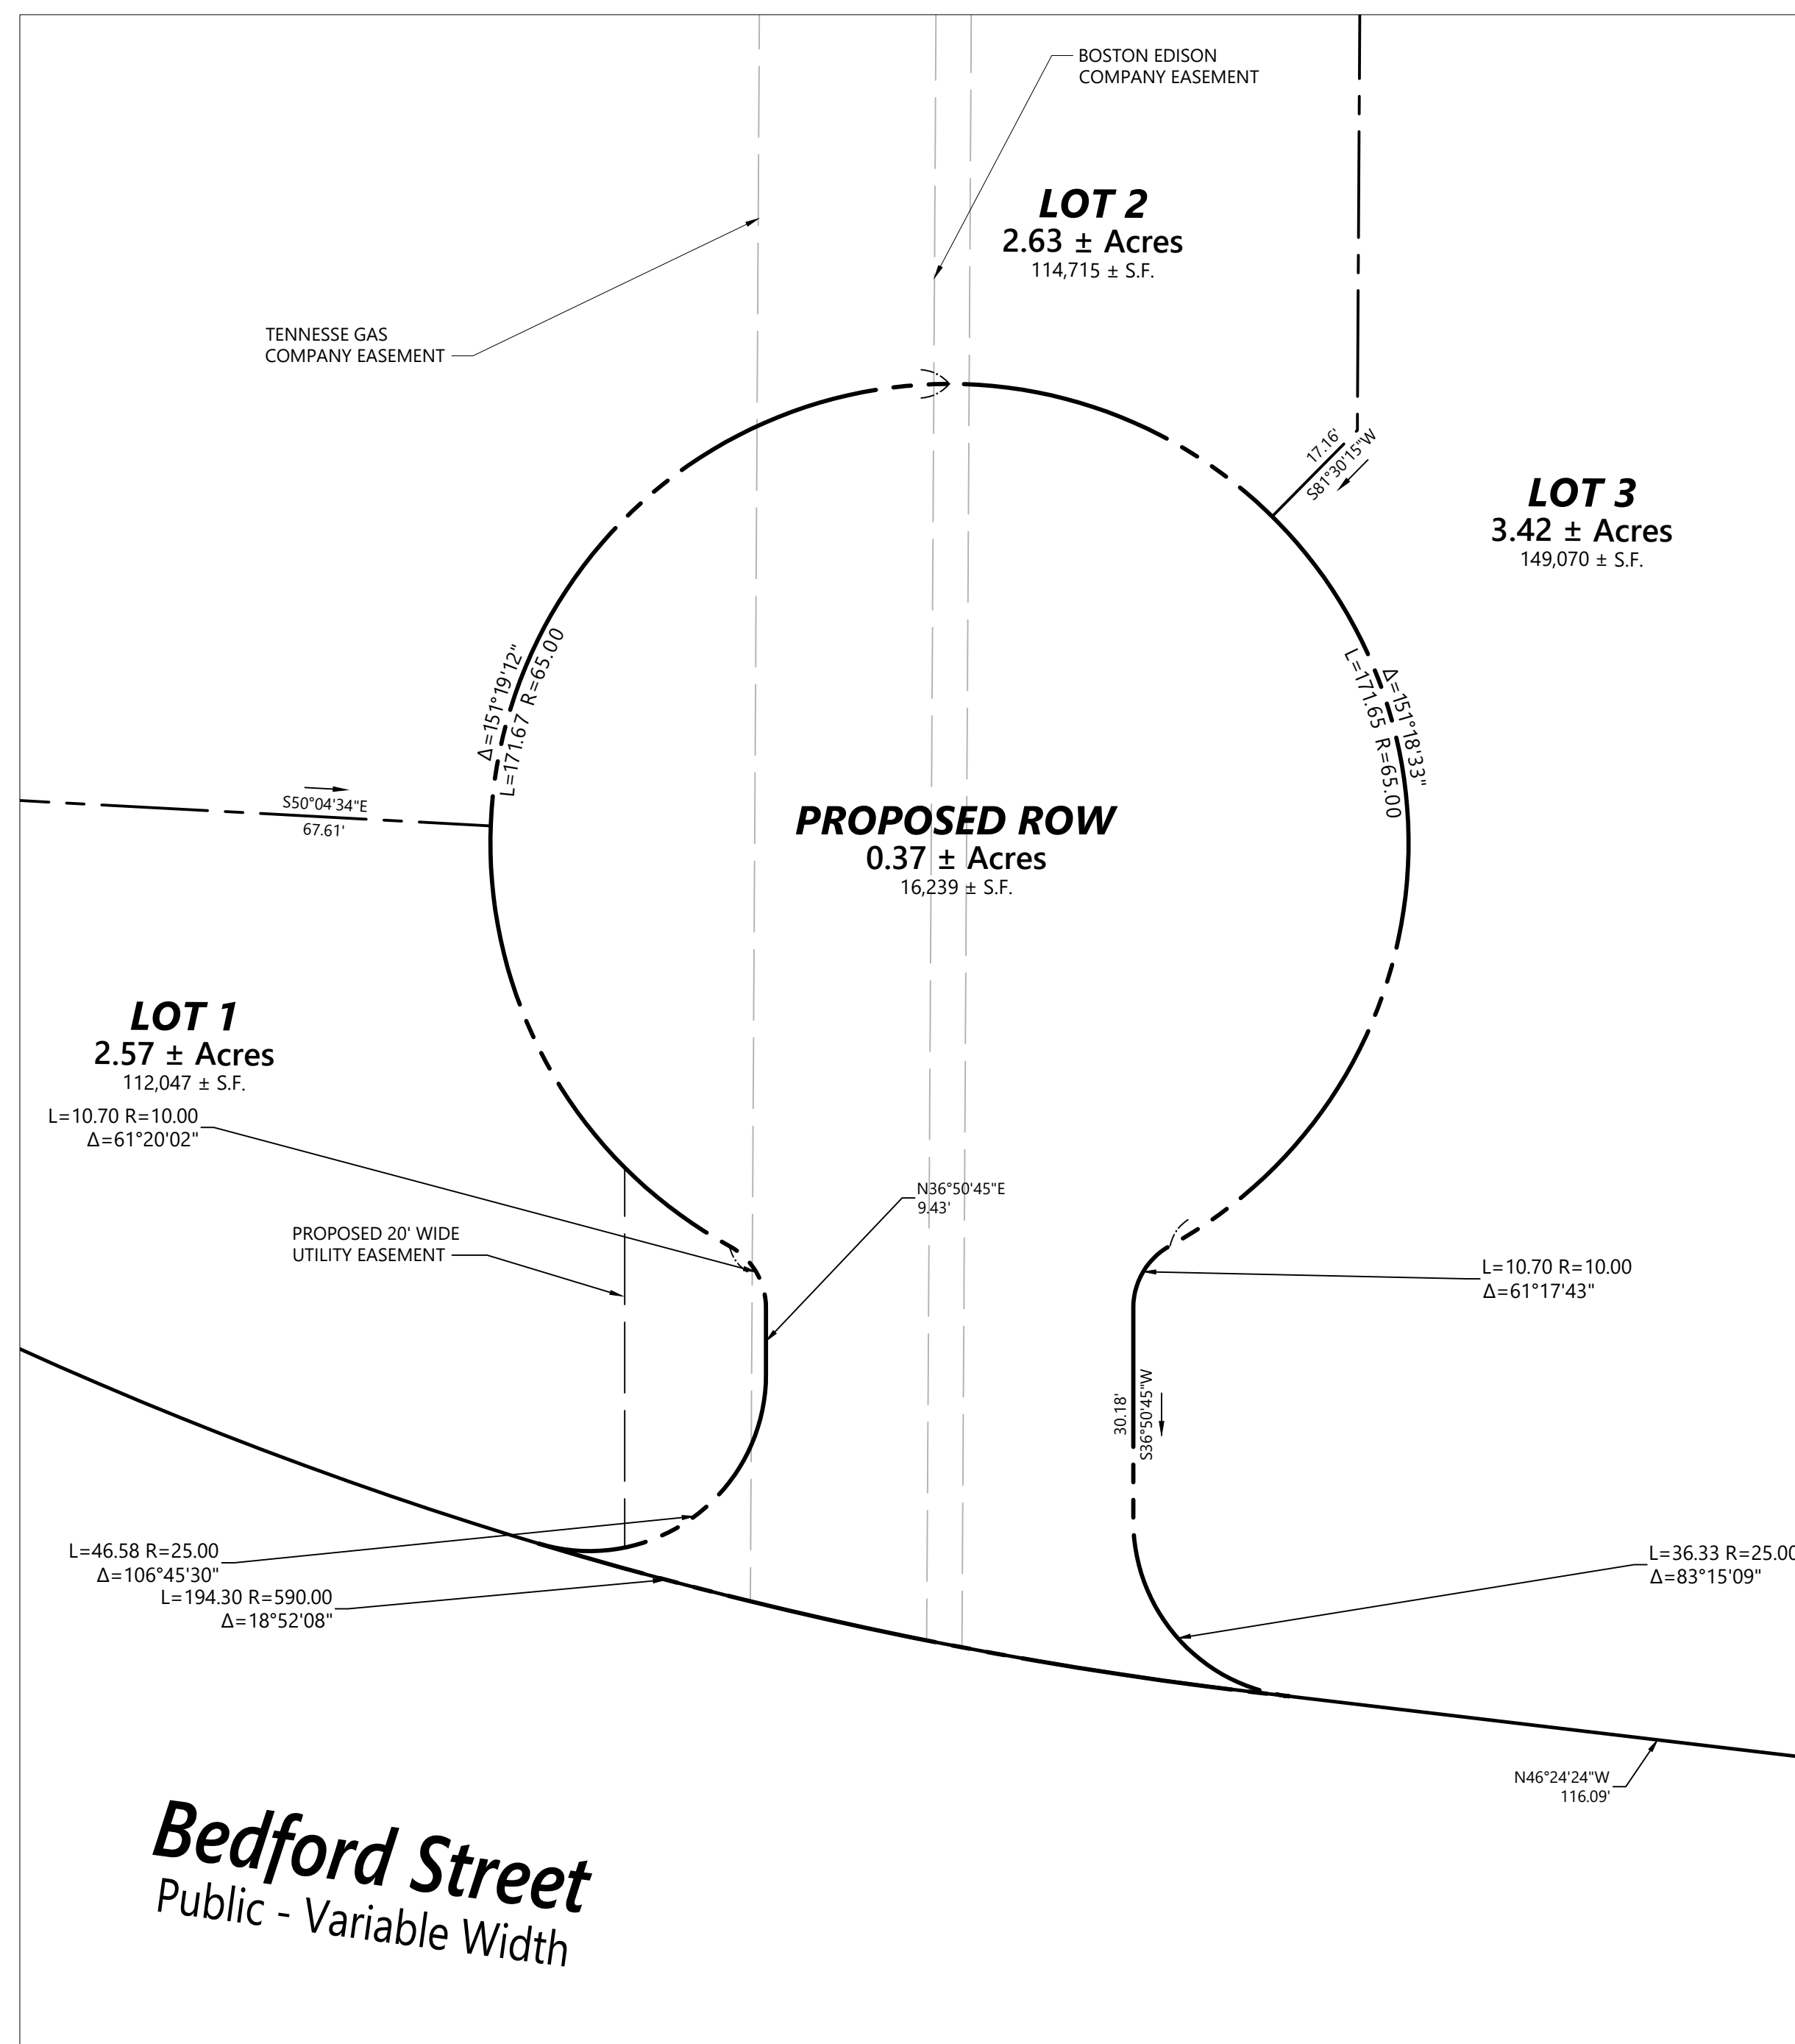 BOSTON EDISON
COMPANY EASEMENT
LOT 2
2.63 ± Acres
114,715 ± S.F.
TENNESSE GAS
COMPANY EASEMENT
17.16'
S81°30'15"W
LOT 3
3.42 ± Acres
149,070 ± S.F.
Δ=151°19'12"
L=171.67 R=65.00
Δ=151°18'33"
L=171.65 R=65.00
S50°04'34"E
67.61'
PROPOSED ROW
0.37 ± Acres
16,239 ± S.F.
LOT 1
2.57 ± Acres
112,047 ± S.F.
L=10.70 R=10.00
Δ=61°20'02"
N36°50'45"E
9.43'
PROPOSED 20' WIDE
UTILITY EASEMENT
L=10.70 R=10.00
Δ=61°17'43"
30.18'
S36°50'45"W
L=46.58 R=25.00
Δ=106°45'30"
L=194.30 R=590.00
Δ=18°52'08"
L=36.33 R=25.00
Δ=83°15'09"
N46°24'24"W
116.09'
Bedford Street
Public - Variable Width